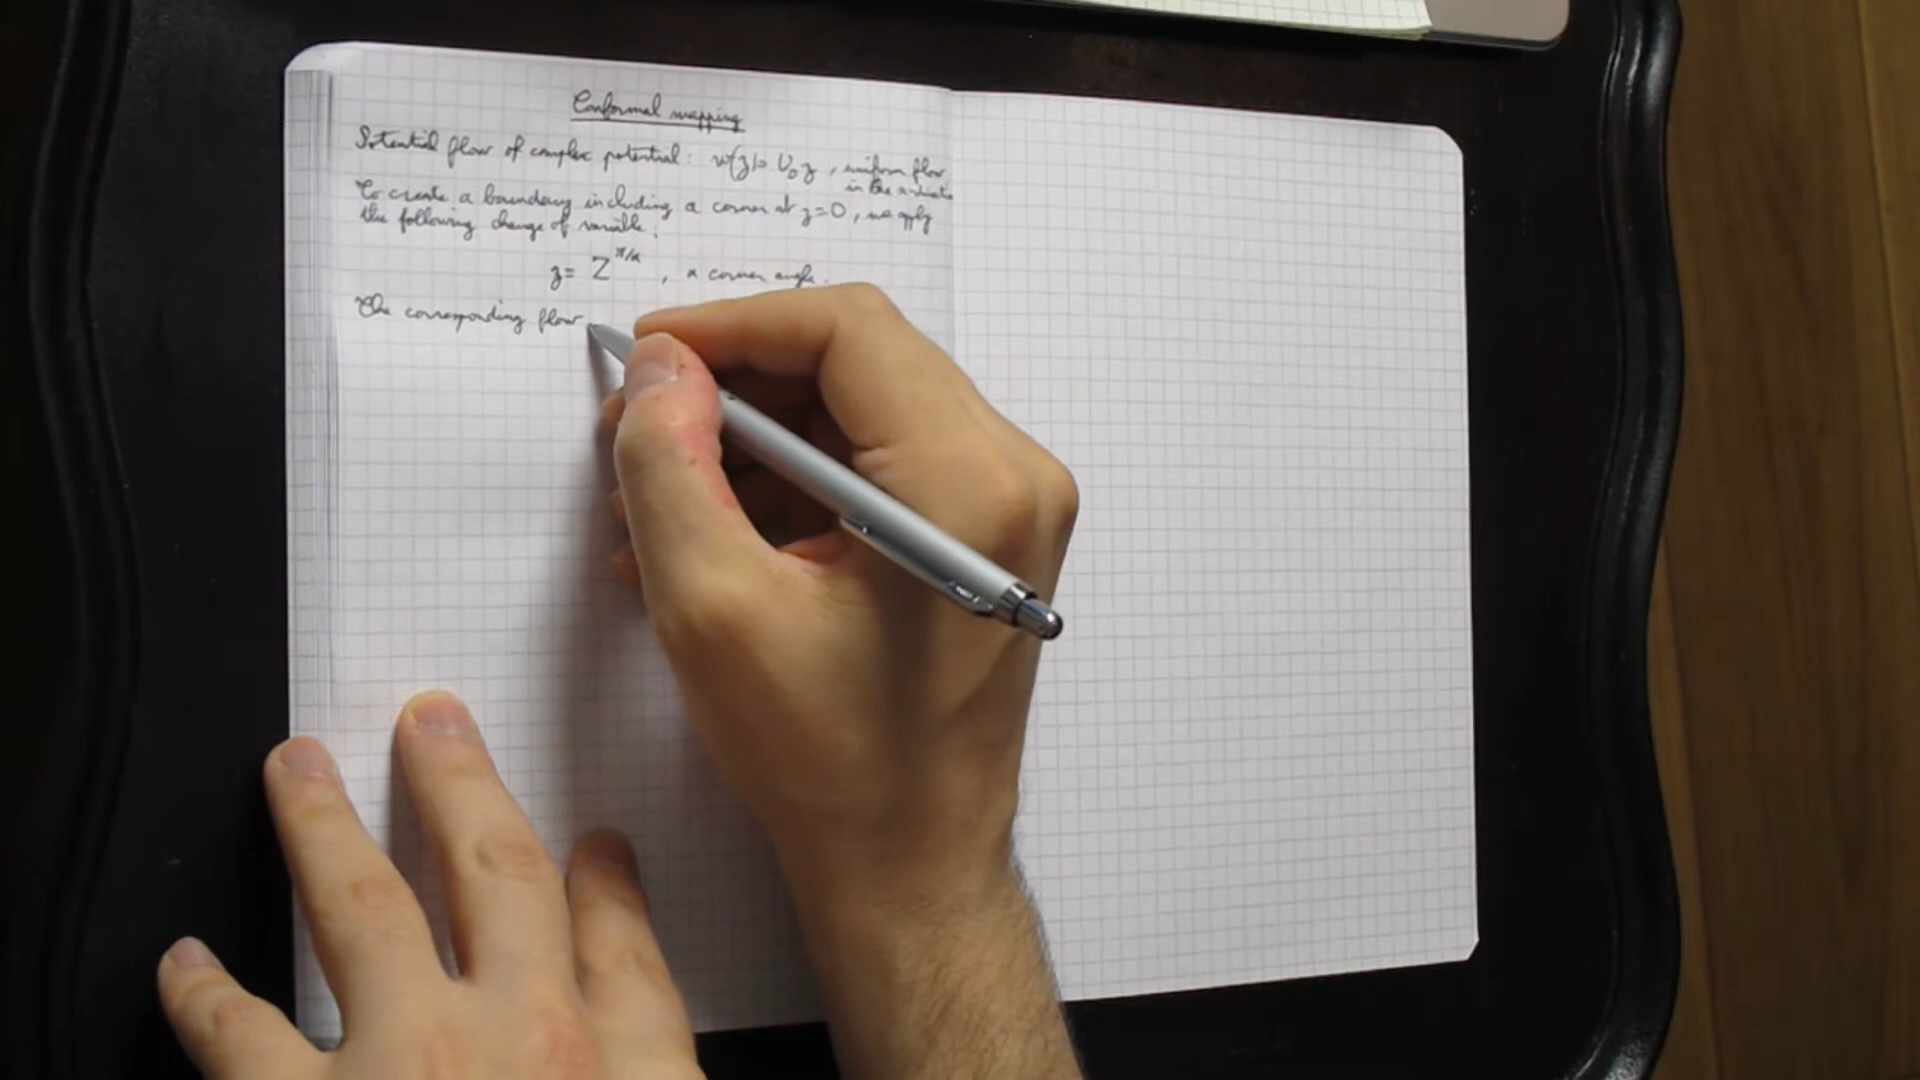 Conformal mapping
Potential flow of complex potential: w(z)= U₀z , uniform flow
in the x-direction
To create a boundary including a corner at z=0, we apply
the following change of variable:
z= Z^π/α , α corner angle.
The corresponding flow